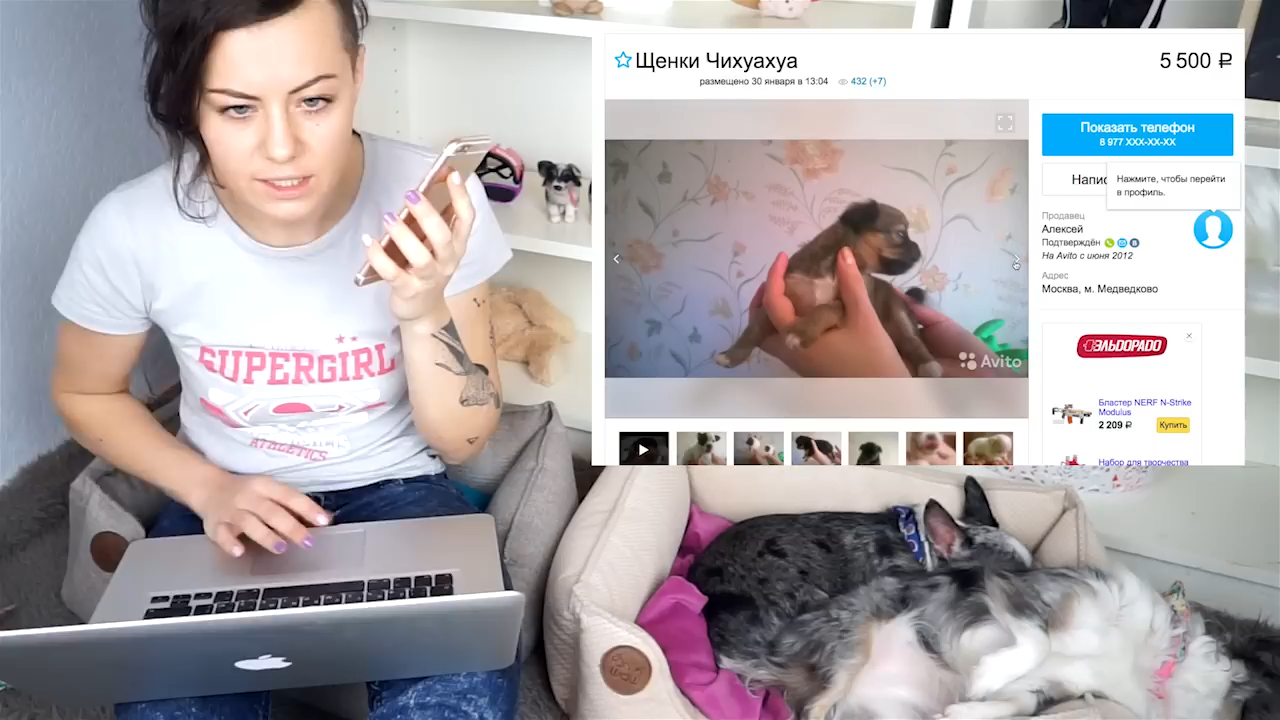 Щенки Чихуахуа
5 500 ₽
размещено 30 января в 13:04
432 (+7)
Показать телефон
8 977 XXX-XX-XX
Нажмите, чтобы перейти
в профиль.
Продавец
Алексей
Подтверждён
На Avito с июня 2012
Адрес
Москва, м. Медведково
Avito
ЭЛЬДОРАДО
Бластер NERF N-Strike
Modulus
2 209 ₽
Купить
Набор для творчества
SUPERGIRL
ATHLETICS